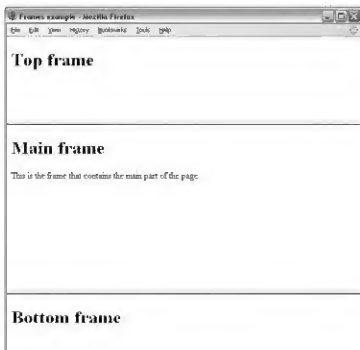 Frames example - Mozilla Firefox
File Edit View History Bookmarks Tools Help
Top frame
Main frame
This is the frame that contains the main part of the page.
Bottom frame